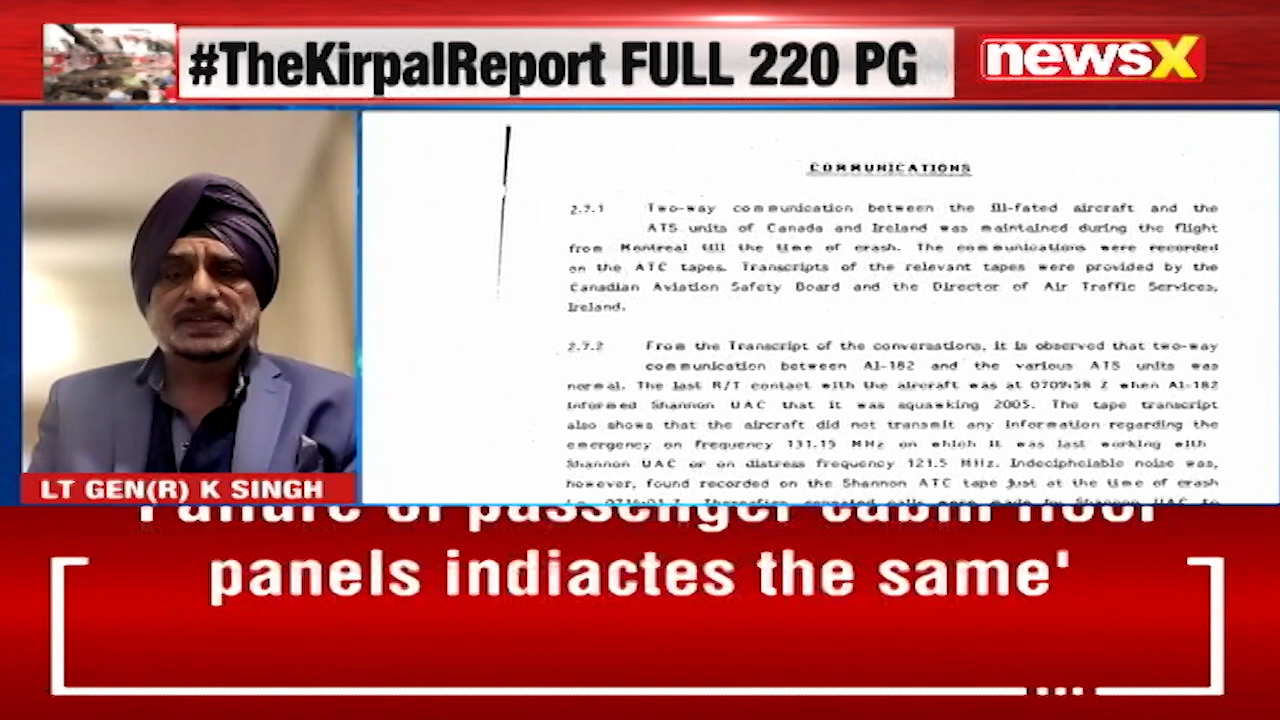 #TheKirpalReport FULL 220 PG
newsX
COMMUNICATIONS
2.7.1 Two-way communication between the ill-fated aircraft and the
ATS units of Canada and Ireland was maintained during the flight
from Montreal till the time of crash. The communications were recorded
on the ATC tapes. Transcripts of the relevant tapes were provided by the
Canadian Aviation Safety Board and the Director of Air Traffic Services,
Ireland.
2.7.2 From the Transcript of the conversations, it is observed that two-way
communication between AI-182 and the various ATS units was
normal. The last R/T contact with the aircraft was at 070958 Z when AI-182
informed Shannon UAC that it was squawking 2005. The tape transcript
also shows that the aircraft did not transmit any information regarding the
emergency on frequency 131.15 MHz on which it was last working with
Shannon UAC or on distress frequency 121.5 MHz. Indecipherable noise was,
however, found recorded on the Shannon ATC tape just at the time of crash
LT GEN(R) K SINGH
'Failure of passenger cabin floor
panels indiactes the same'